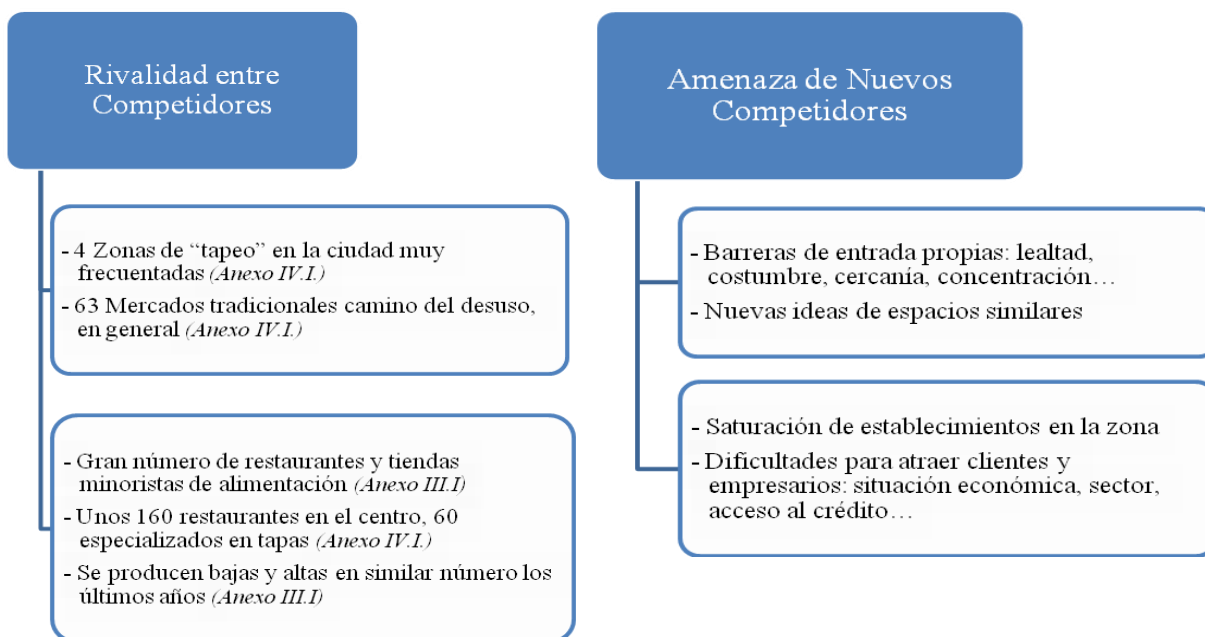 Rivalidad entre
Competidores
- 4 Zonas de “tapeo” en la ciudad muy
frecuentadas (Anexo IV.I.)
- 63 Mercados tradicionales camino del desuso,
en general (Anexo IV.I.)
- Gran número de restaurantes y tiendas
minoristas de alimentación (Anexo III.I)
- Unos 160 restaurantes en el centro, 60
especializados en tapas (Anexo IV.I.)
- Se producen bajas y altas en similar número los
últimos años (Anexo III.I)
Amenaza de Nuevos
Competidores
- Barreras de entrada propias: lealtad,
costumbre, cercanía, concentración…
- Nuevas ideas de espacios similares
- Saturación de establecimientos en la zona
- Dificultades para atraer clientes y
empresarios: situación económica, sector,
acceso al crédito…